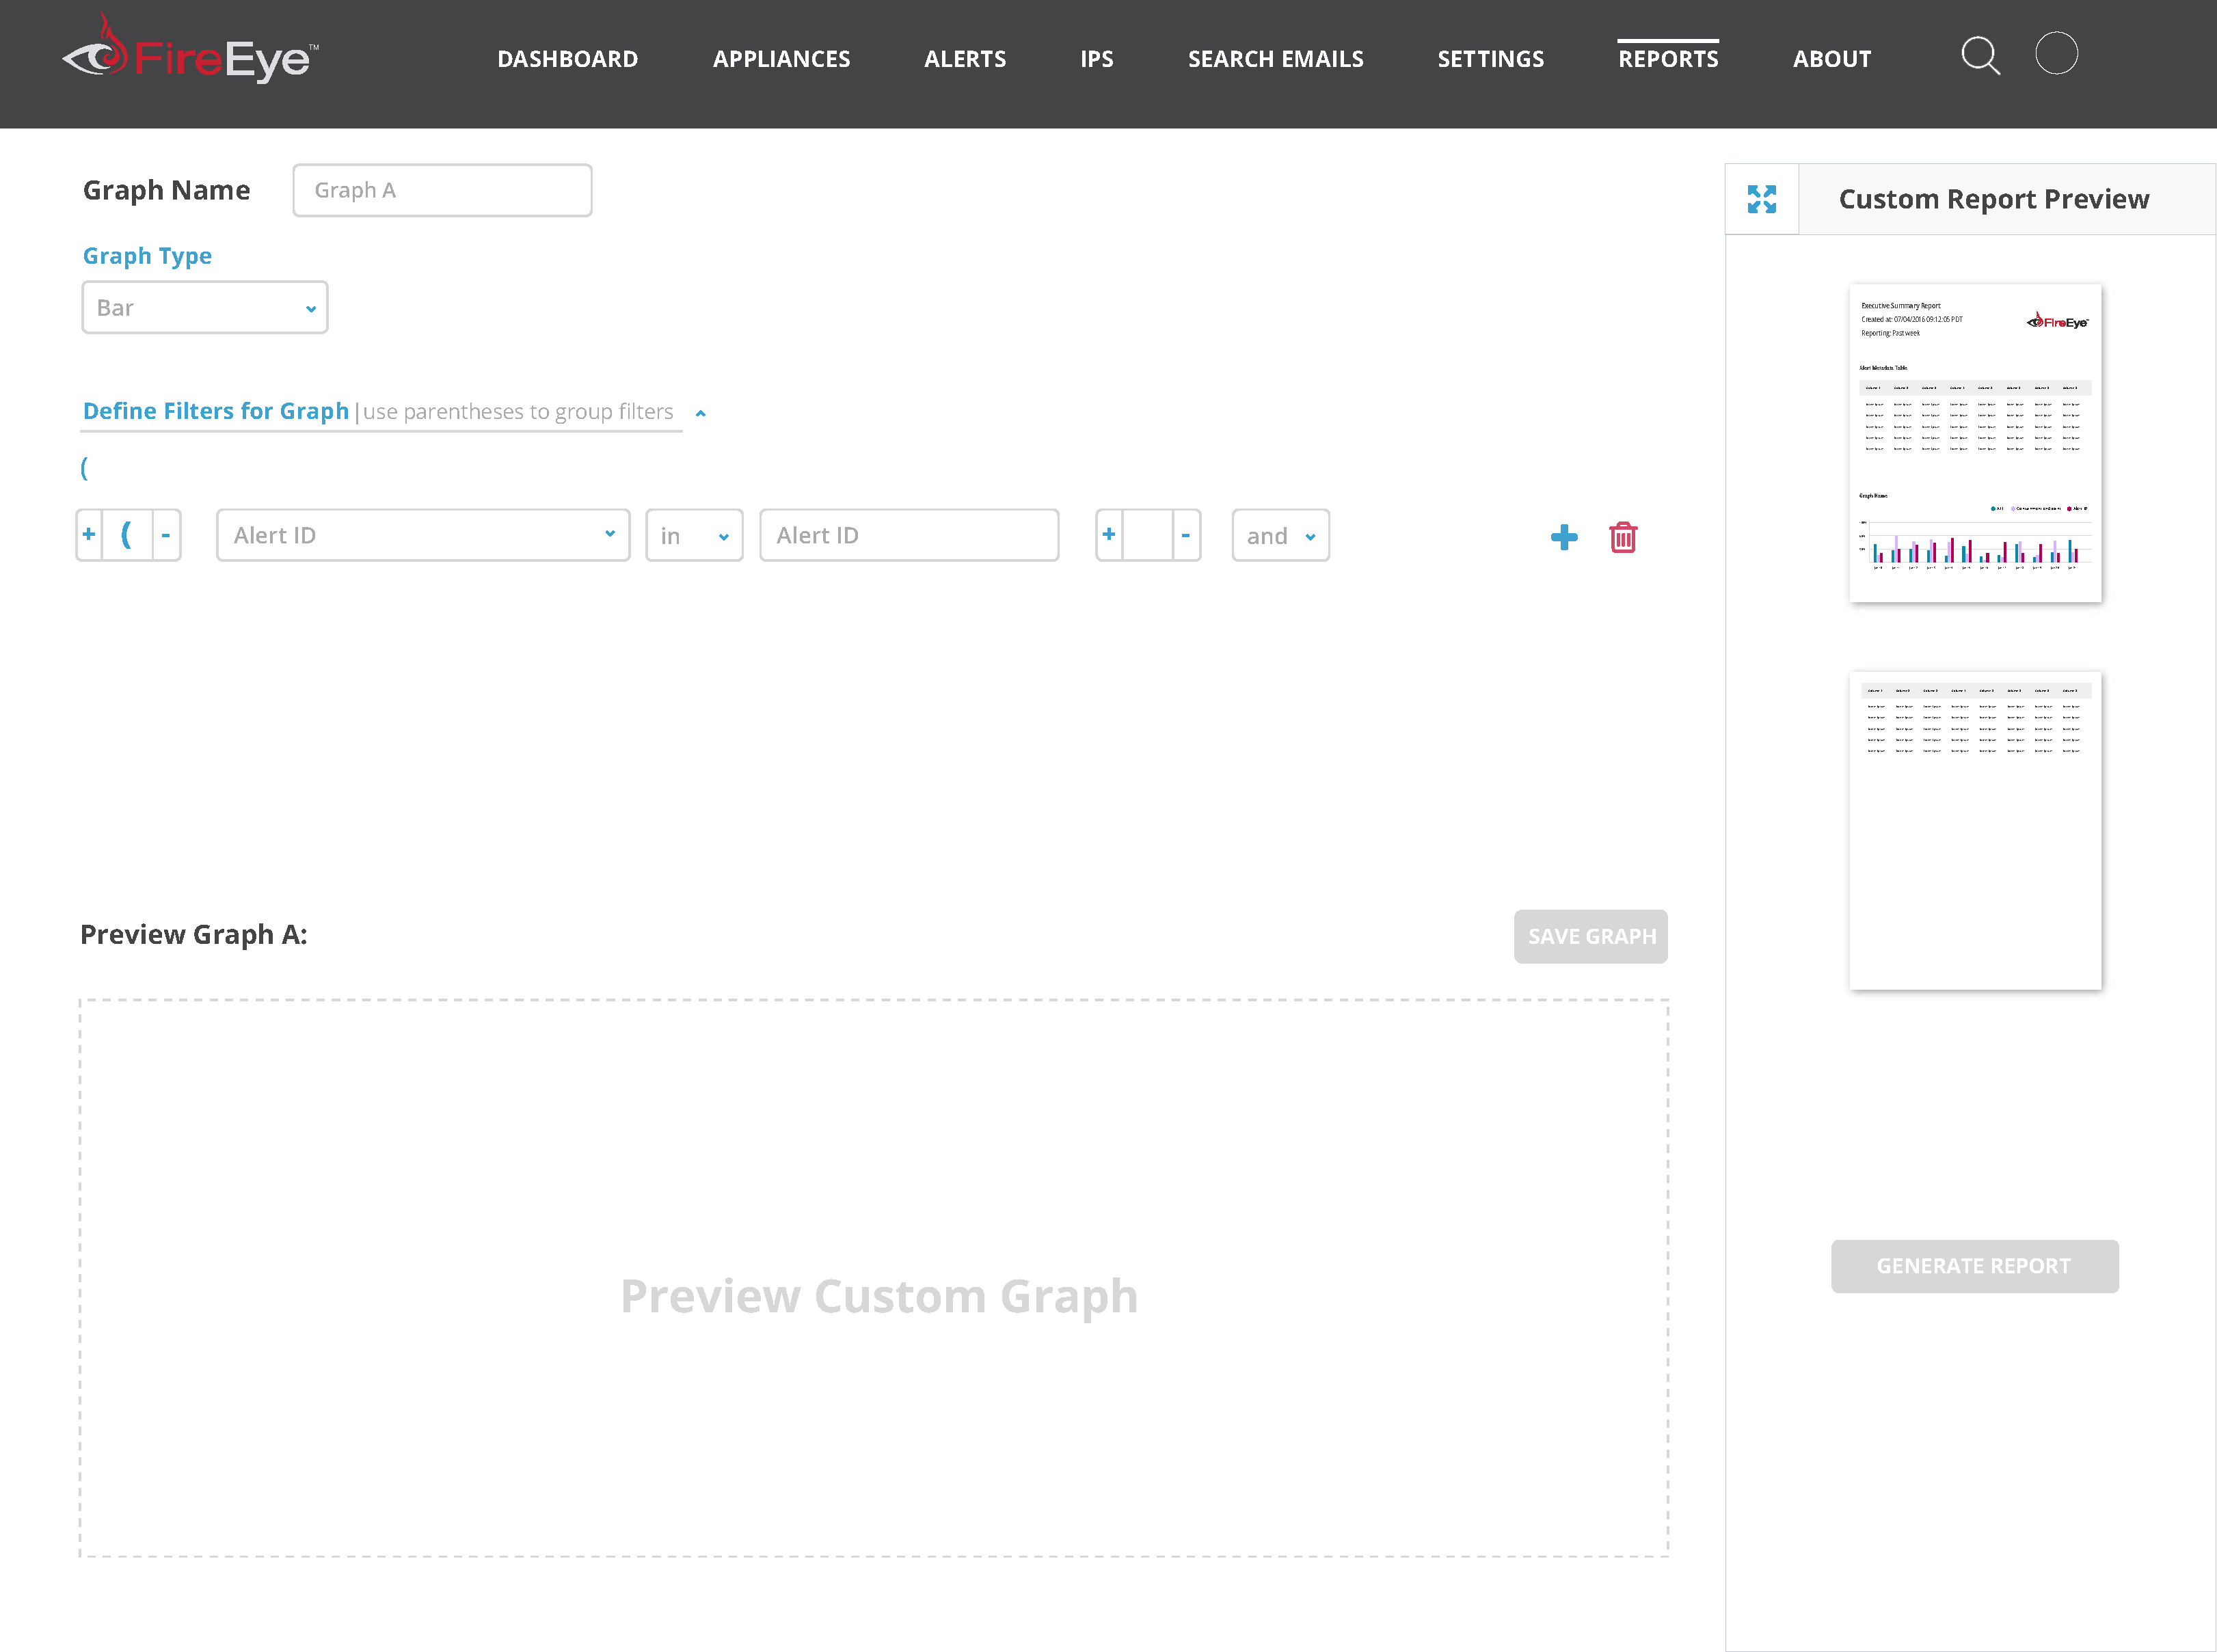 FireEye™
DASHBOARD APPLIANCES ALERTS IPS SEARCH EMAILS SETTINGS REPORTS ABOUT
Graph Name Graph A
Graph Type
Bar
Define Filters for Graph | use parentheses to group filters
(
+ ( - Alert ID in Alert ID + - and
Preview Graph A:
SAVE GRAPH
Preview Custom Graph
Custom Report Preview
Executive Summary Report
Created at: 07/04/2016 09:12:05 PDT
Reporting: Past week
FireEye™
Alert Metadata Table
Graph Name
GENERATE REPORT